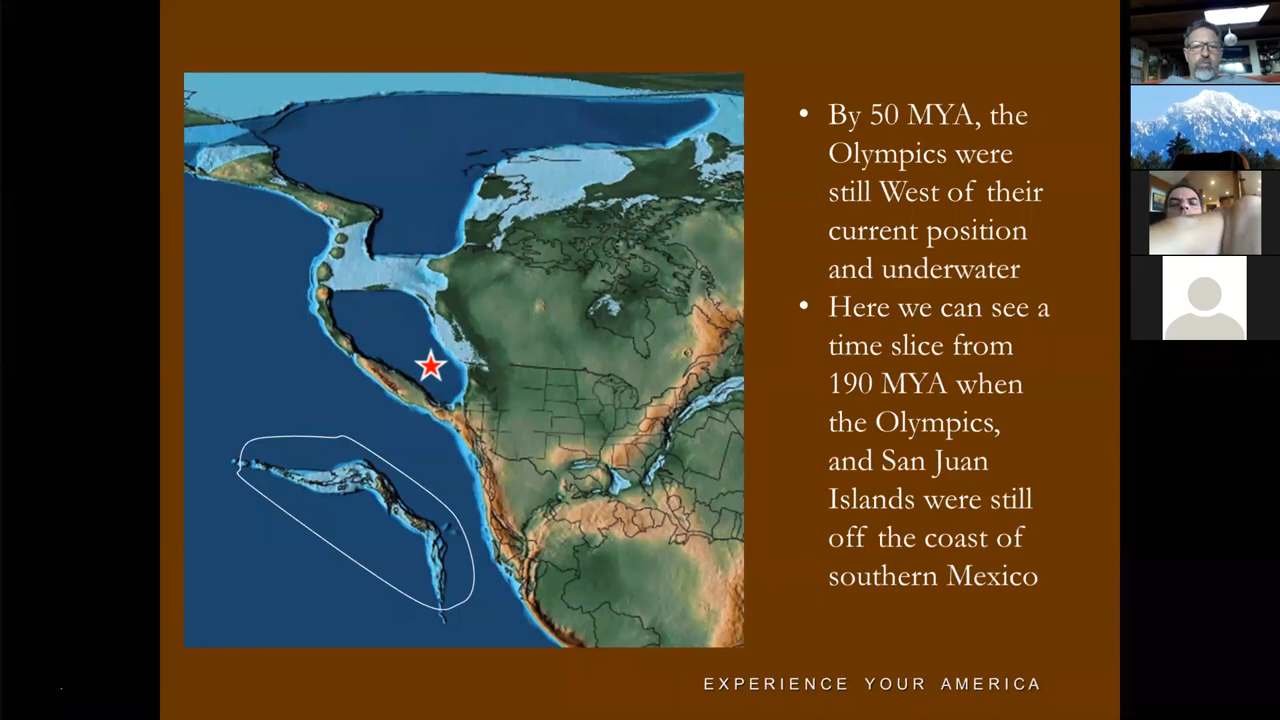 • By 50 MYA, the
Olympics were
still West of their
current position
and underwater
• Here we can see a
time slice from
190 MYA when
the Olympics,
and San Juan
Islands were still
off the coast of
southern Mexico
EXPERIENCE YOUR AMERICA